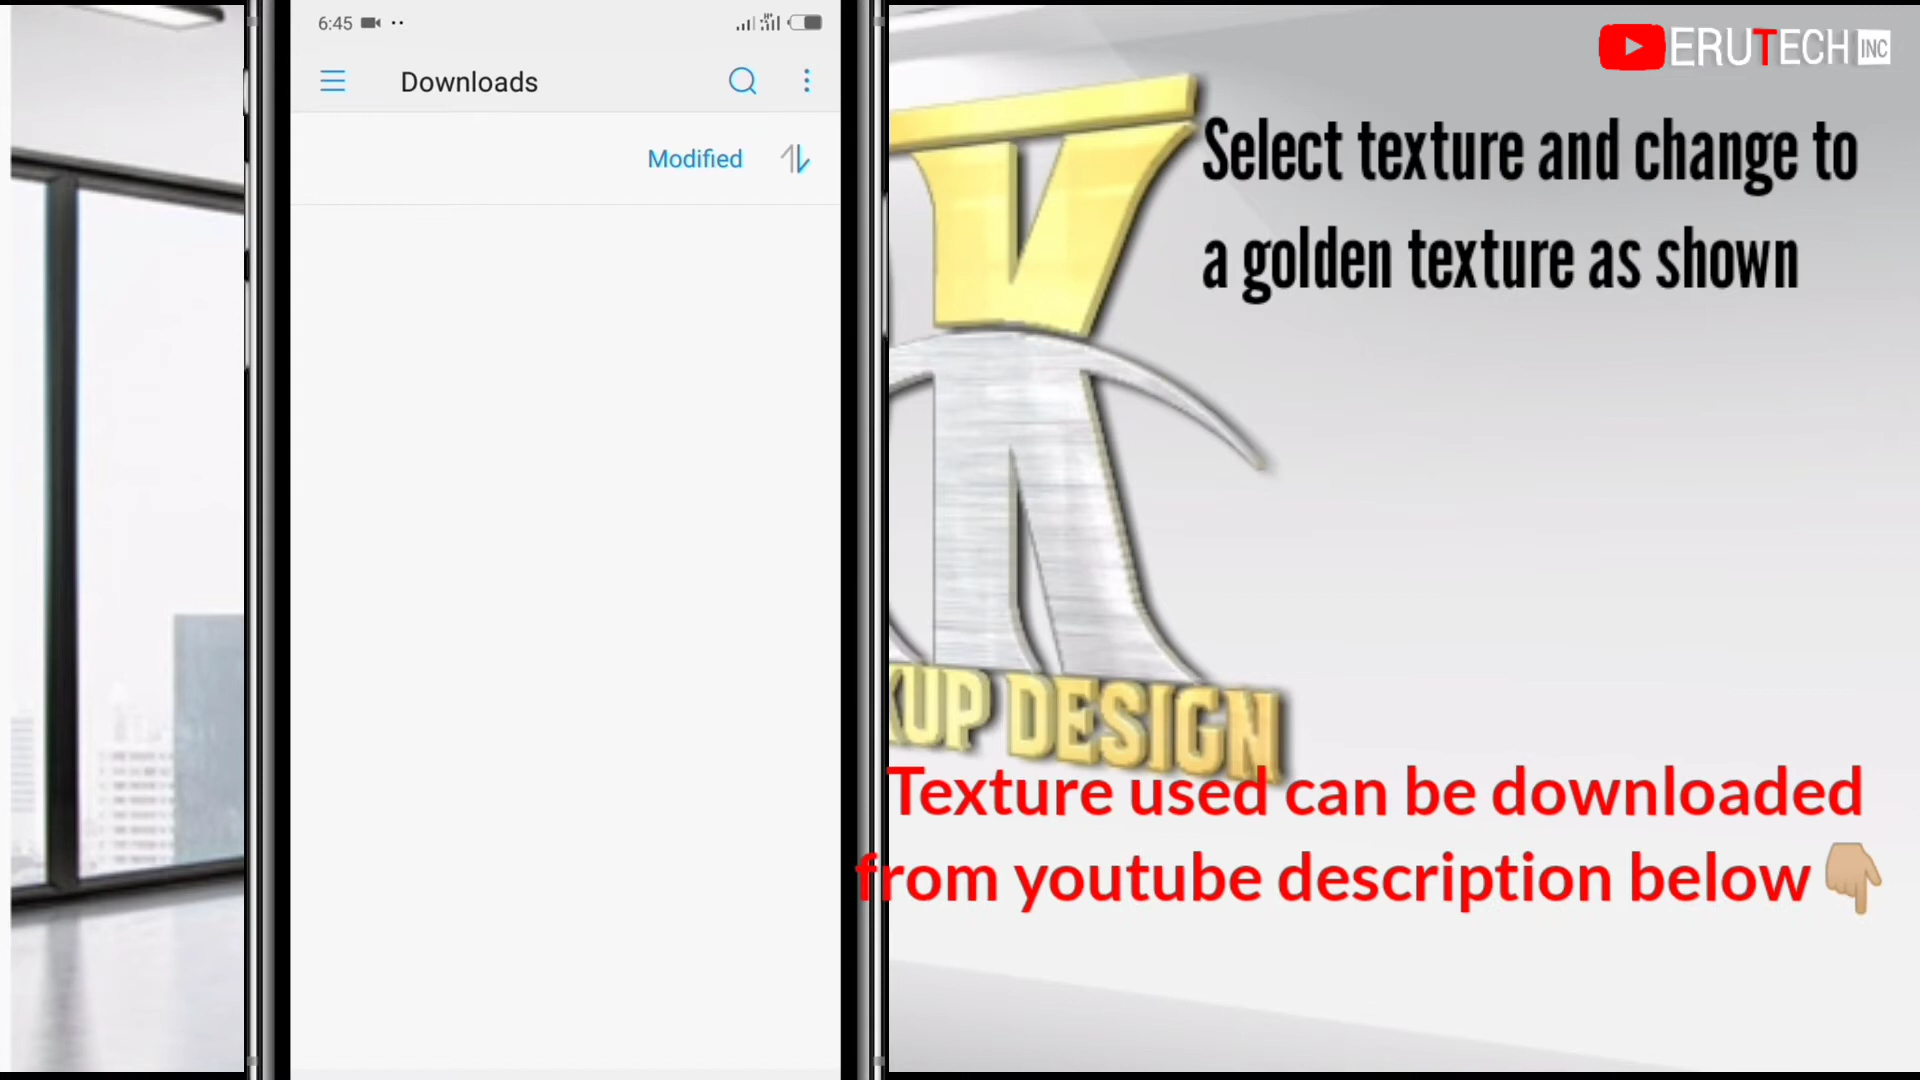 6:45
Downloads
Modified
ERUTECH INC
Select texture and change to
a golden texture as shown
KUP DESIGN
Texture used can be downloaded
from youtube description below👇🏼